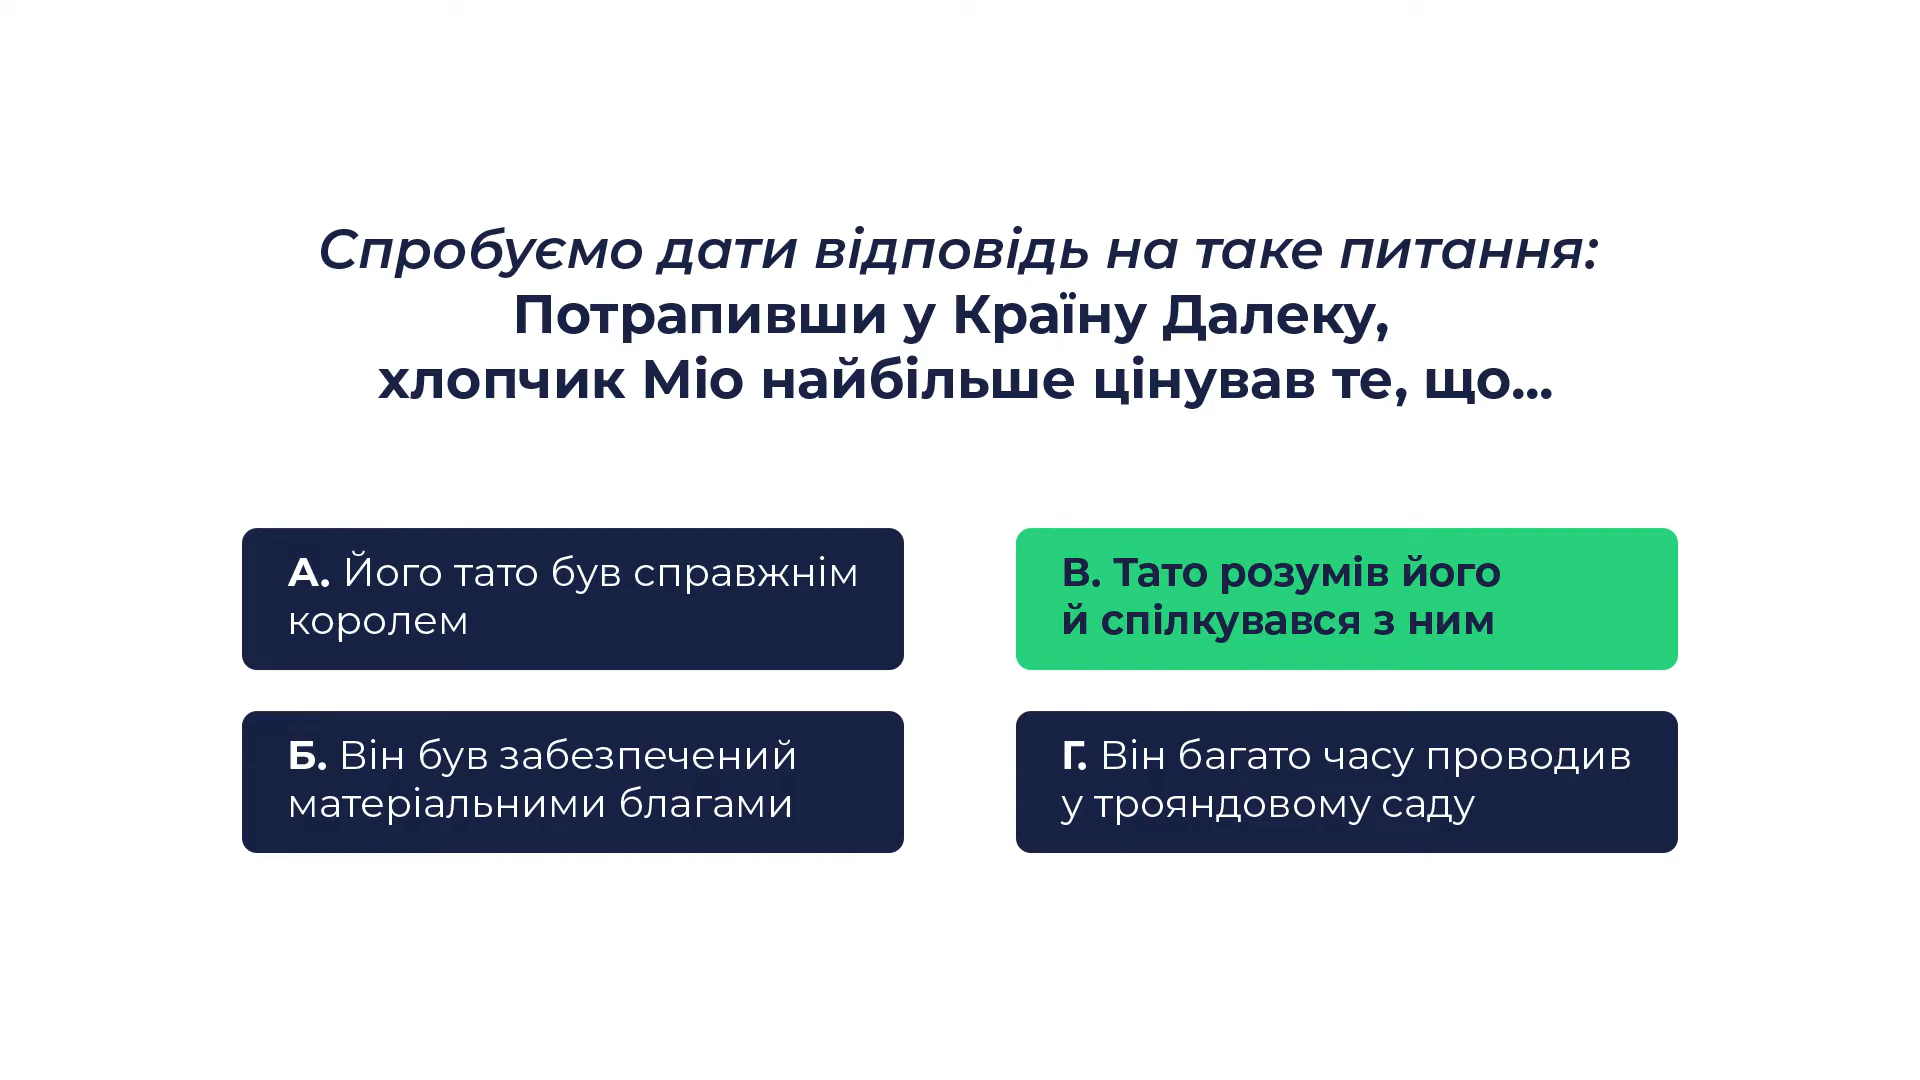 Спробуємо дати відповідь на таке питання:
Потрапивши у Країну Далеку,
хлопчик Міо найбільше цінував те, що...
А. Його тато був справжнім
королем
Б. Він був забезпечений
матеріальними благами
В. Тато розумів його
й спілкувався з ним
Г. Він багато часу проводив
у трояндовому саду